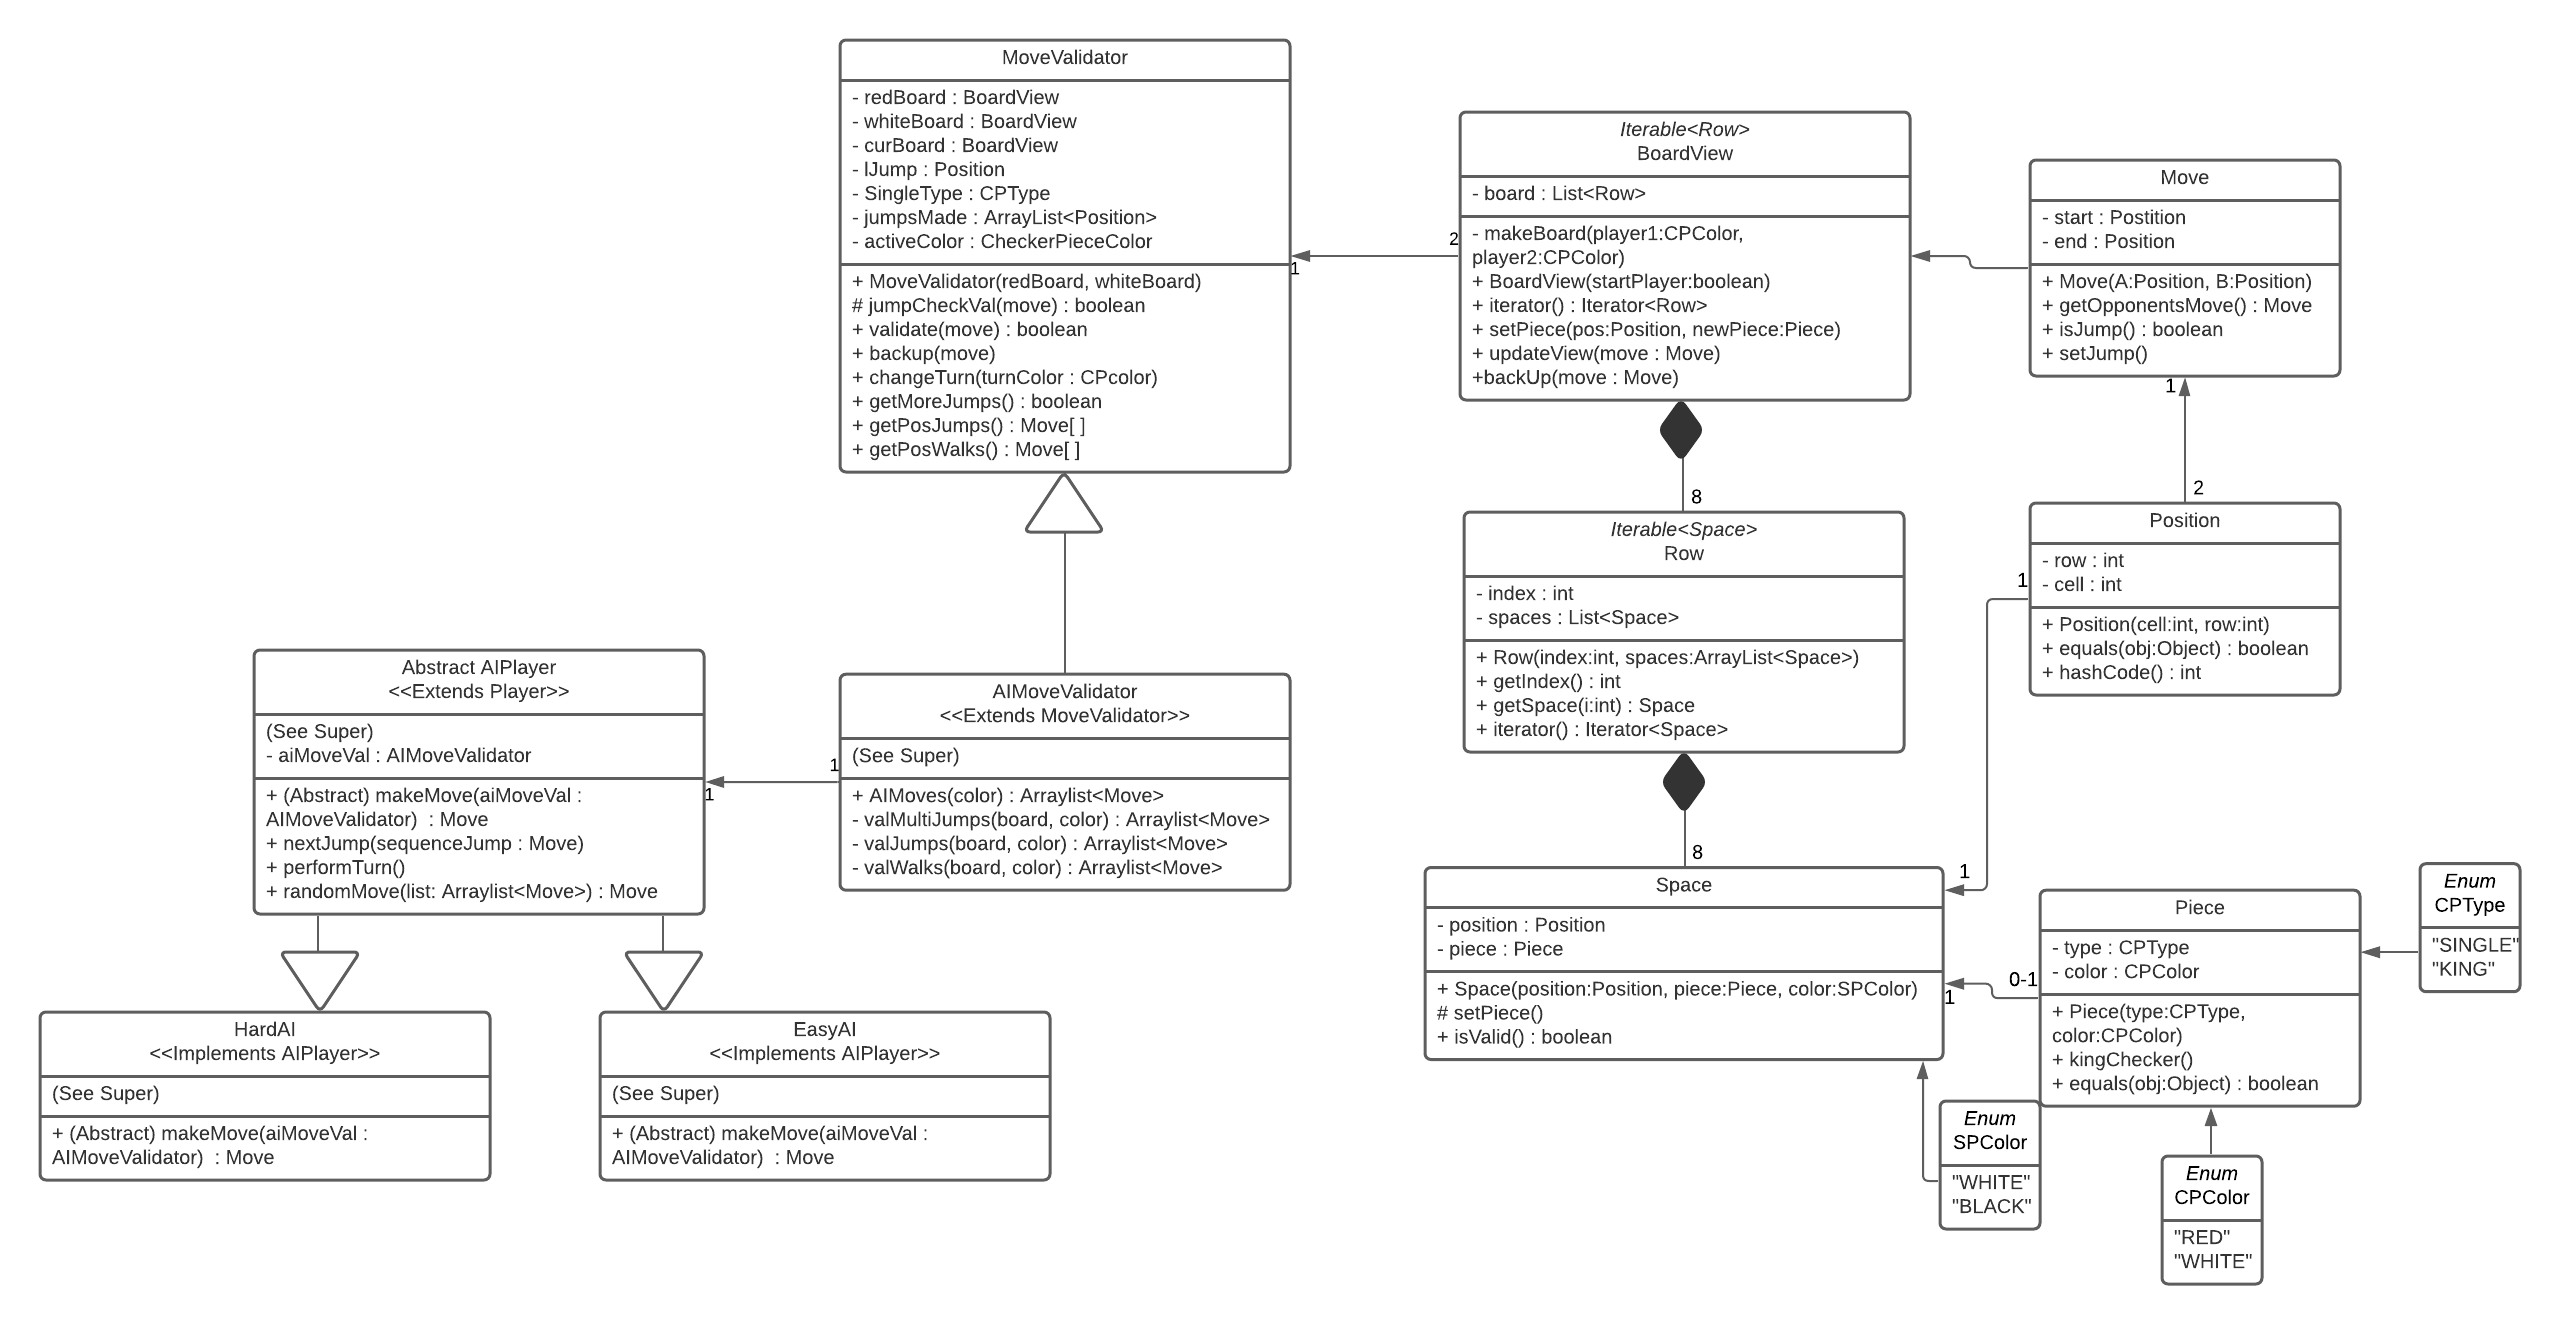 MoveValidator
- redBoard : BoardView
- whiteBoard : BoardView
- curBoard : BoardView
- lJump : Position
- SingleType : CPType
- jumpsMade : ArrayList<Position>
- activeColor : CheckerPieceColor
+ MoveValidator(redBoard, whiteBoard)
# jumpCheckVal(move) : boolean
+ validate(move) : boolean
+ backup(move)
+ changeTurn(turnColor : CPcolor)
+ getMoreJumps() : boolean
+ getPosJumps() : Move[ ]
+ getPosWalks() : Move[ ]
1
2
Iterable<Row>
BoardView
- board : List<Row>
- makeBoard(player1:CPColor,
player2:CPColor)
+ BoardView(startPlayer:boolean)
+ iterator() : Iterator<Row>
+ setPiece(pos:Position, newPiece:Piece)
+ updateView(move : Move)
+backUp(move : Move)
Move
- start : Postition
- end : Position
+ Move(A:Position, B:Position)
+ getOpponentsMove() : Move
+ isJump() : boolean
+ setJump()
1
2
8
Iterable<Space>
Row
- index : int
- spaces : List<Space>
+ Row(index:int, spaces:ArrayList<Space>)
+ getIndex() : int
+ getSpace(i:int) : Space
+ iterator() : Iterator<Space>
Position
- row : int
- cell : int
+ Position(cell:int, row:int)
+ equals(obj:Object) : boolean
+ hashCode() : int
1
1
Abstract AIPlayer
<<Extends Player>>
(See Super)
- aiMoveVal : AIMoveValidator
+ (Abstract) makeMove(aiMoveVal :
AIMoveValidator)  : Move
+ nextJump(sequenceJump : Move)
+ performTurn()
+ randomMove(list: Arraylist<Move>) : Move
1
1
AIMoveValidator
<<Extends MoveValidator>>
(See Super)
+ AIMoves(color) : Arraylist<Move>
- valMultiJumps(board, color) : Arraylist<Move>
- valJumps(board, color) : Arraylist<Move>
- valWalks(board, color) : Arraylist<Move>
8
Space
- position : Position
- piece : Piece
+ Space(position:Position, piece:Piece, color:SPColor)
# setPiece()
+ isValid() : boolean
0-1
1
Piece
- type : CPType
- color : CPColor
+ Piece(type:CPType,
color:CPColor)
+ kingChecker()
+ equals(obj:Object) : boolean
Enum
CPType
"SINGLE"
"KING"
HardAI
<<Implements AIPlayer>>
(See Super)
+ (Abstract) makeMove(aiMoveVal :
AIMoveValidator)  : Move
EasyAI
<<Implements AIPlayer>>
(See Super)
+ (Abstract) makeMove(aiMoveVal :
AIMoveValidator)  : Move
Enum
SPColor
"WHITE"
"BLACK"
Enum
CPColor
"RED"
"WHITE"